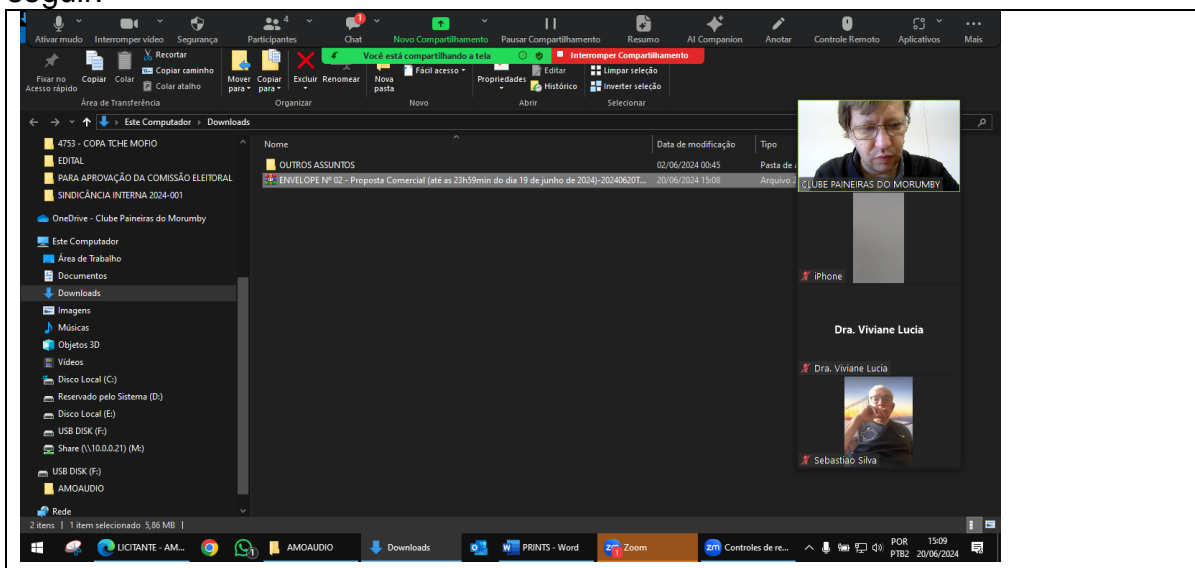 seguir:
4
1
Ativar mudo Interromper vídeo Segurança Participantes Chat Novo Compartilhamento Pausar Compartilhamento Resumo AI Companion Anotar Controle Remoto Aplicativos Mais
Você está compartilhando a tela Interromper Compartilhamento
Fixar no Acesso rápido
Copiar
Colar
Recortar
Copiar caminho
Colar atalho
Mover para
Copiar para
Excluir
Renomear
Nova pasta
Fácil acesso
Propriedades
Editar
Histórico
Limpar seleção
Inverter seleção
Área de Transferência Organizar Novo Abrir Selecionar
Este Computador > Downloads
Nome Data de modificação Tipo
OUTROS ASSUNTOS 02/06/2024 00:45 Pasta de
ENVELOPE Nº 02 - Proposta Comercial (até as 23h59min do dia 19 de junho de 2024)-20240620T... 20/06/2024 15:08 Arquivo
4753 - COPA TCHE MOFIO
EDITAL
PARA APROVAÇÃO DA COMISSÃO ELEITORAL
SINDICÂNCIA INTERNA 2024-001
OneDrive - Clube Paineiras do Morumby
Este Computador
Área de Trabalho
Documentos
Downloads
Imagens
Músicas
Objetos 3D
Vídeos
Disco Local (C:)
Reservado pelo Sistema (D:)
Disco Local (E:)
USB DISK (F:)
Share (\\10.0.0.21) (M:)
USB DISK (F:)
AMOAUDIO
Rede
CLUBE PAINEIRAS DO MORUMBY
iPhone
Dra. Viviane Lucia
Dra. Viviane Lucia
Sebastiao Silva
2 itens | 1 item selecionado 5,86 MB |
LICITANTE - AM... AMOAUDIO Downloads PRINTS - Word Zoom Controles de re... POR 15:09
PTB2 20/06/2024